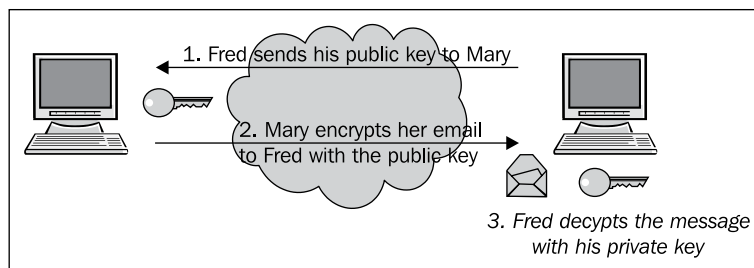 1. Fred sends his public key to Mary
2. Mary encrypts her email
to Fred with the public key
3. Fred decypts the message
with his private key